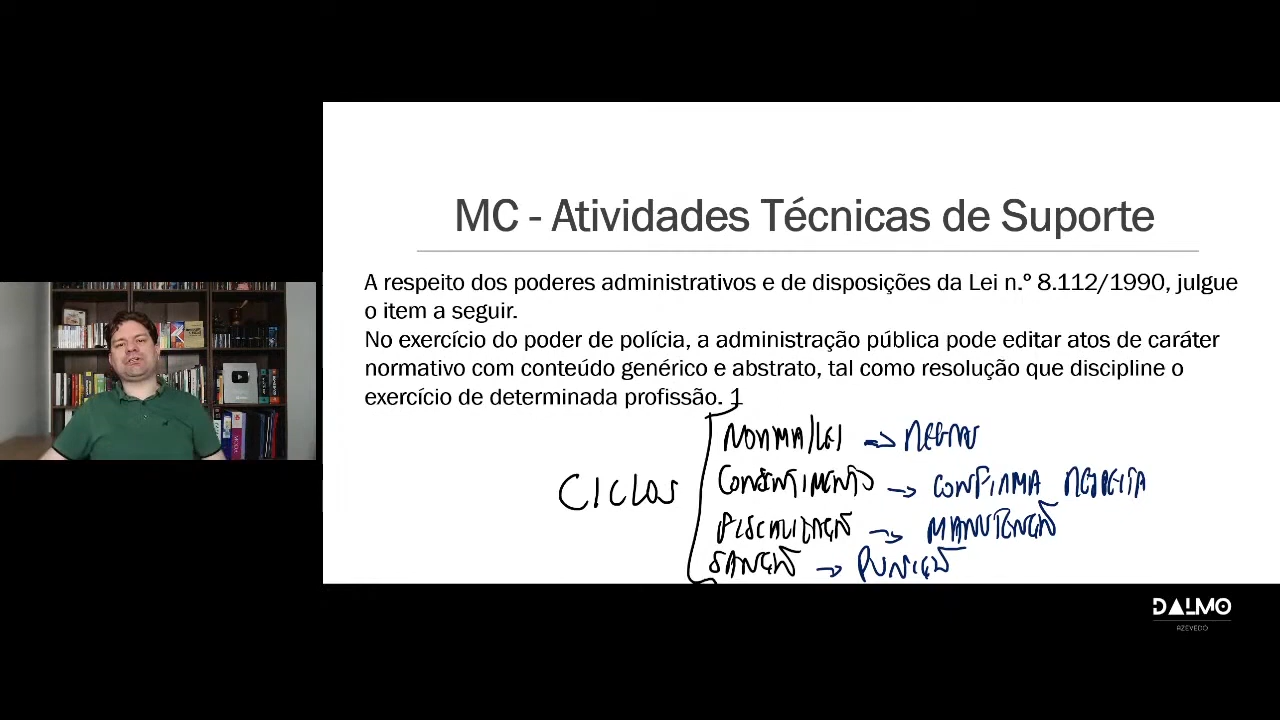 MC - Atividades Técnicas de Suporte
A respeito dos poderes administrativos e de disposições da Lei n.º 8.112/1990, julgue
o item a seguir.
No exercício do poder de polícia, a administração pública pode editar atos de caráter
normativo com conteúdo genérico e abstrato, tal como resolução que discipline o
exercício de determinada profissão. 1
NORMA/LEI → REGRAS
CICLOS
CONSENTIMENTO → CONFIRMA RESPEITA
FISCALIZAÇÃO → MANUTENÇÃO
SANÇÃO → PUNIÇÃO
DALMO
AZEVEDO